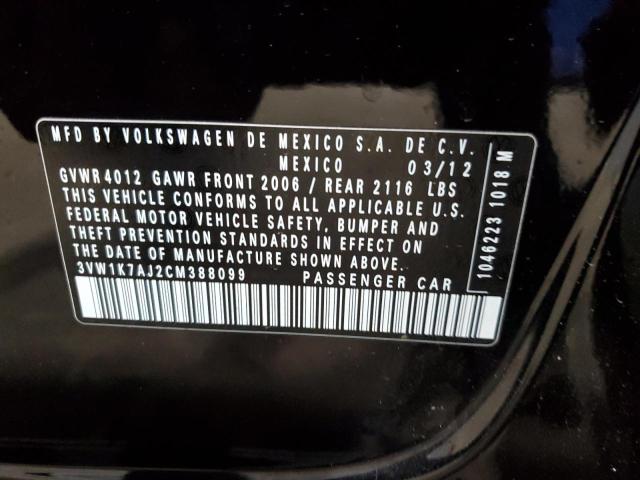 MFD BY VOLKSWAGEN DE MEXICO S.A. DE C.V.
MEXICO 03/12
GVWR 4012 GAWR FRONT 2006 / REAR 2116 LBS
THIS VEHICLE CONFORMS TO ALL APPLICABLE U.S.
FEDERAL MOTOR VEHICLE SAFETY, BUMPER AND
THEFT PREVENTION STANDARDS IN EFFECT ON
THE DATE OF MANUFACTURE SHOWN ABOVE.
3VW1K7AJ2CM388099 PASSENGER CAR
1046223 1018 M